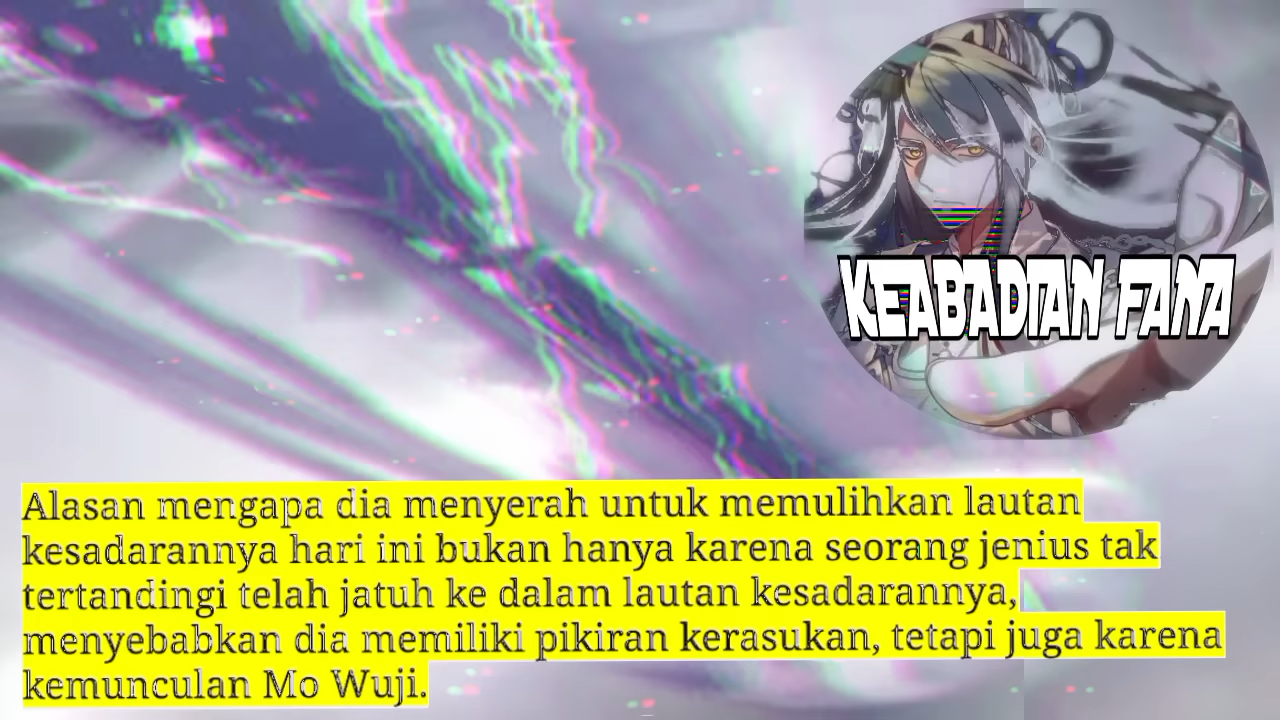 KEABADIAN FANA
Alasan mengapa dia menyerah untuk memulihkan lautan
kesadarannya hari ini bukan hanya karena seorang jenius tak
tertandingi telah jatuh ke dalam lautan kesadarannya,
menyebabkan dia memiliki pikiran kerasukan, tetapi juga karena
kemunculan Mo Wuji.